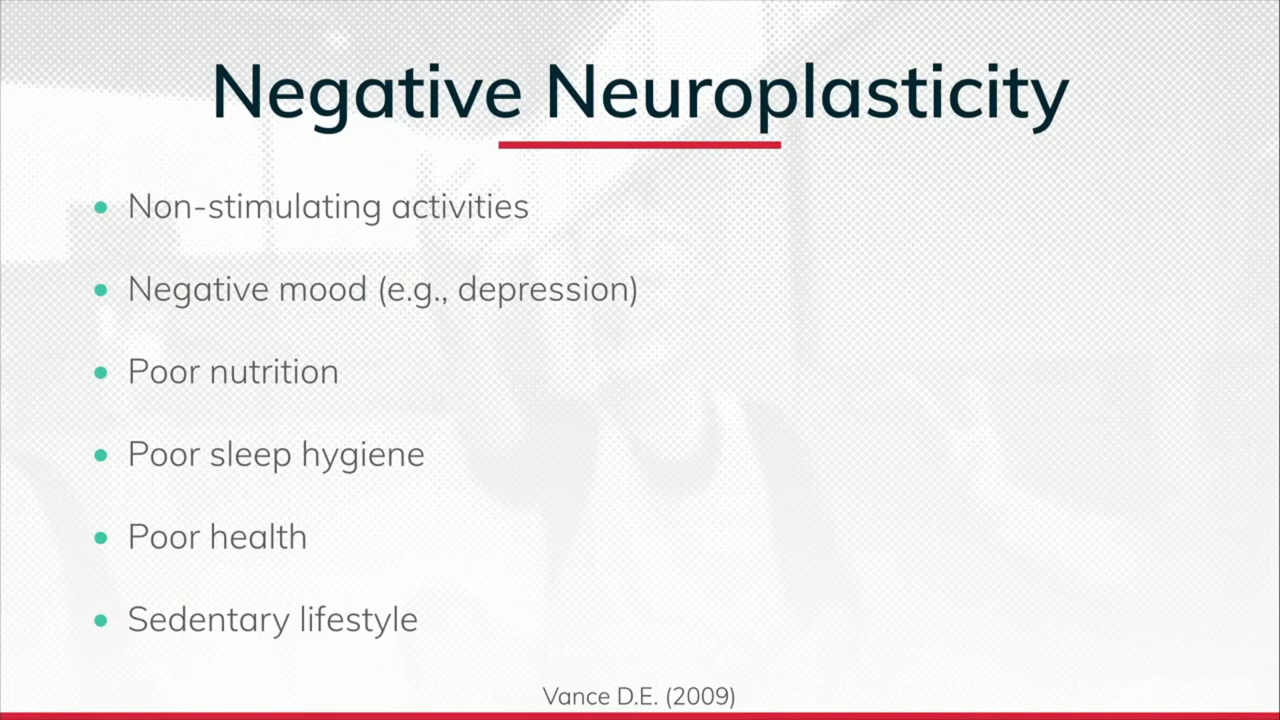 Negative Neuroplasticity
Non-stimulating activities
Negative mood (e.g., depression)
Poor nutrition
Poor sleep hygiene
Poor health
Sedentary lifestyle
Vance D.E. (2009)